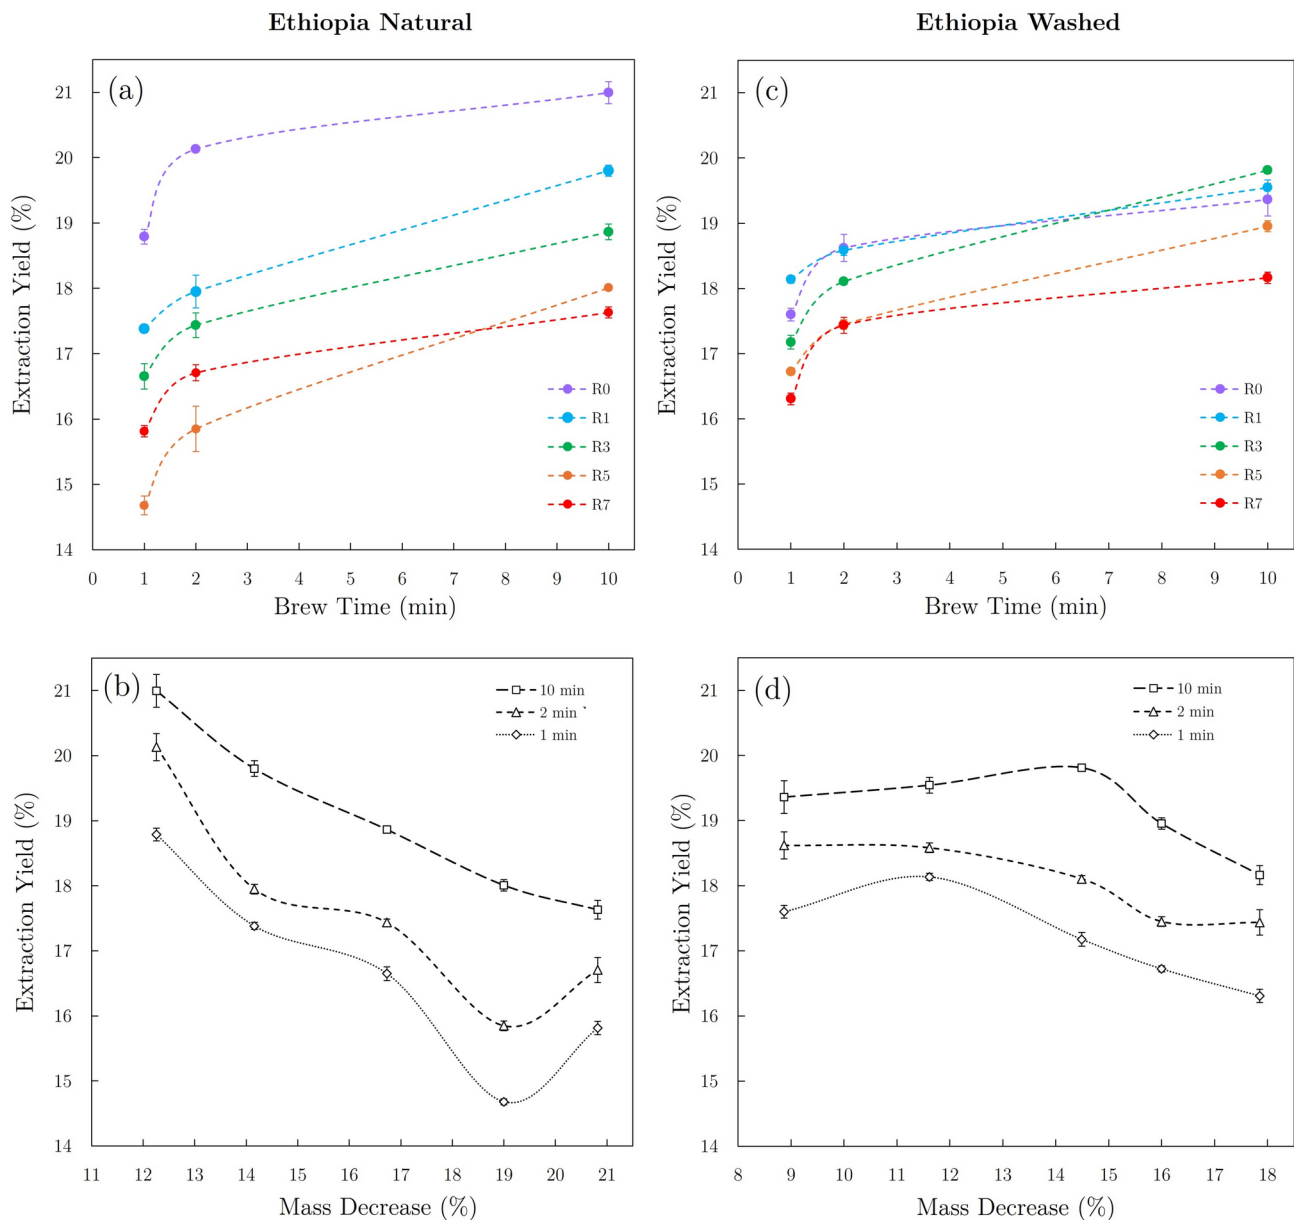 Ethiopia Natural
Ethiopia Washed
(a)
Extraction Yield (%)
21
20
19
18
17
16
15
14
R0
R1
R3
R5
R7
0 1 2 3 4 5 6 7 8 9 10
Brew Time (min)
(c)
Extraction Yield (%)
21
20
19
18
17
16
15
14
R0
R1
R3
R5
R7
0 1 2 3 4 5 6 7 8 9 10
Brew Time (min)
(b)
Extraction Yield (%)
21
20
19
18
17
16
15
14
10 min
2 min
1 min
11 12 13 14 15 16 17 18 19 20 21
Mass Decrease (%)
(d)
Extraction Yield (%)
21
20
19
18
17
16
15
14
10 min
2 min
1 min
8 9 10 11 12 13 14 15 16 17 18
Mass Decrease (%)